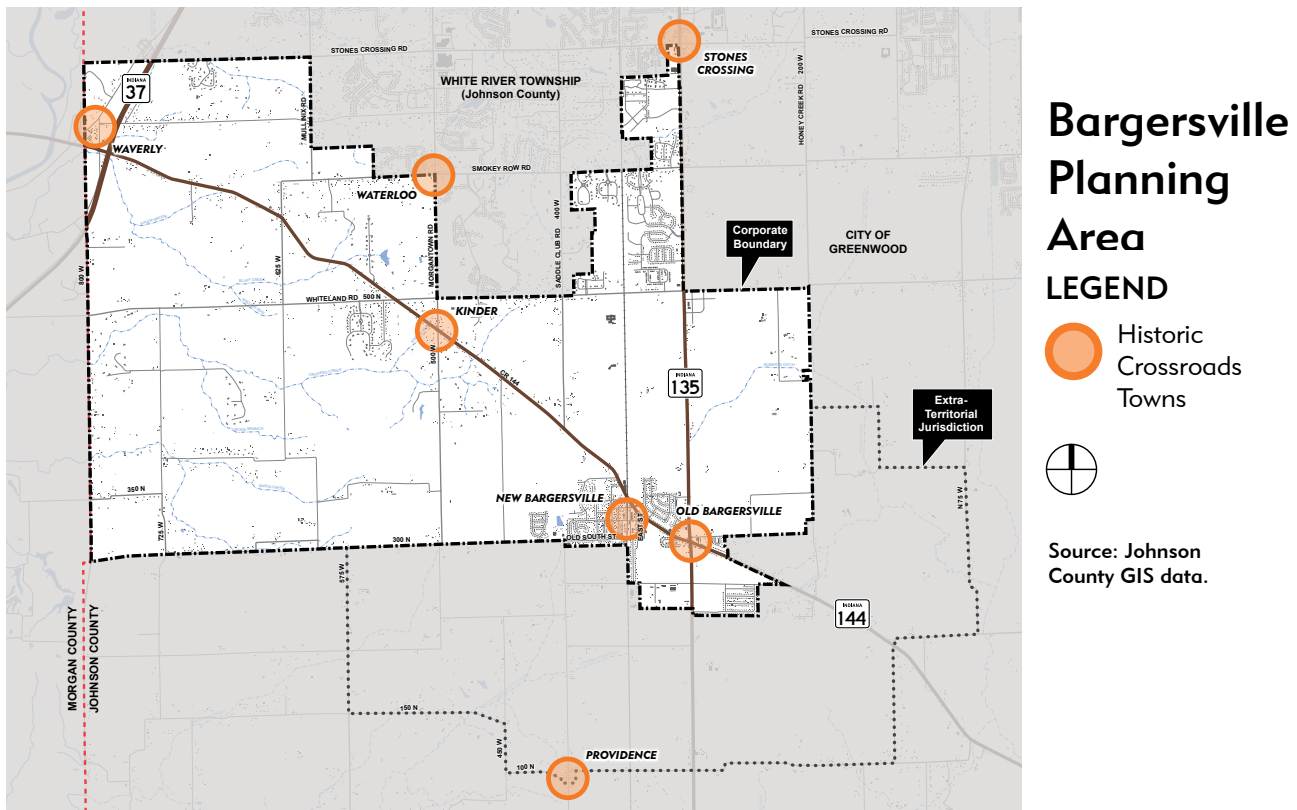 STONES CROSSING RD
STONES CROSSING RD
STONES
CROSSING
WHITE RIVER TOWNSHIP
(Johnson County)
INDIANA
37
MULLINIX RD
HONEY CREEK RD
200 W
WAVERLY
SMOKEY ROW RD
WATERLOO
MORGANTOWN RD
SADDLE CLUB RD
400 W
Corporate
Boundary
CITY OF
GREENWOOD
800 W
625 W
WHITELAND RD
500 N
KINDER
600 W
CR 144
INDIANA
135
Extra-
Territorial
Jurisdiction
350 N
725 W
NEW BARGERSVILLE
OLD BARGERSVILLE
EAST ST
OLD SOUTH ST
300 N
N75 W
575 W
INDIANA
144
MORGAN COUNTY
JOHNSON COUNTY
150 N
450 W
100 N
PROVIDENCE
Bargersville
Planning
Area
LEGEND
Historic
Crossroads
Towns
Source: Johnson
County GIS data.